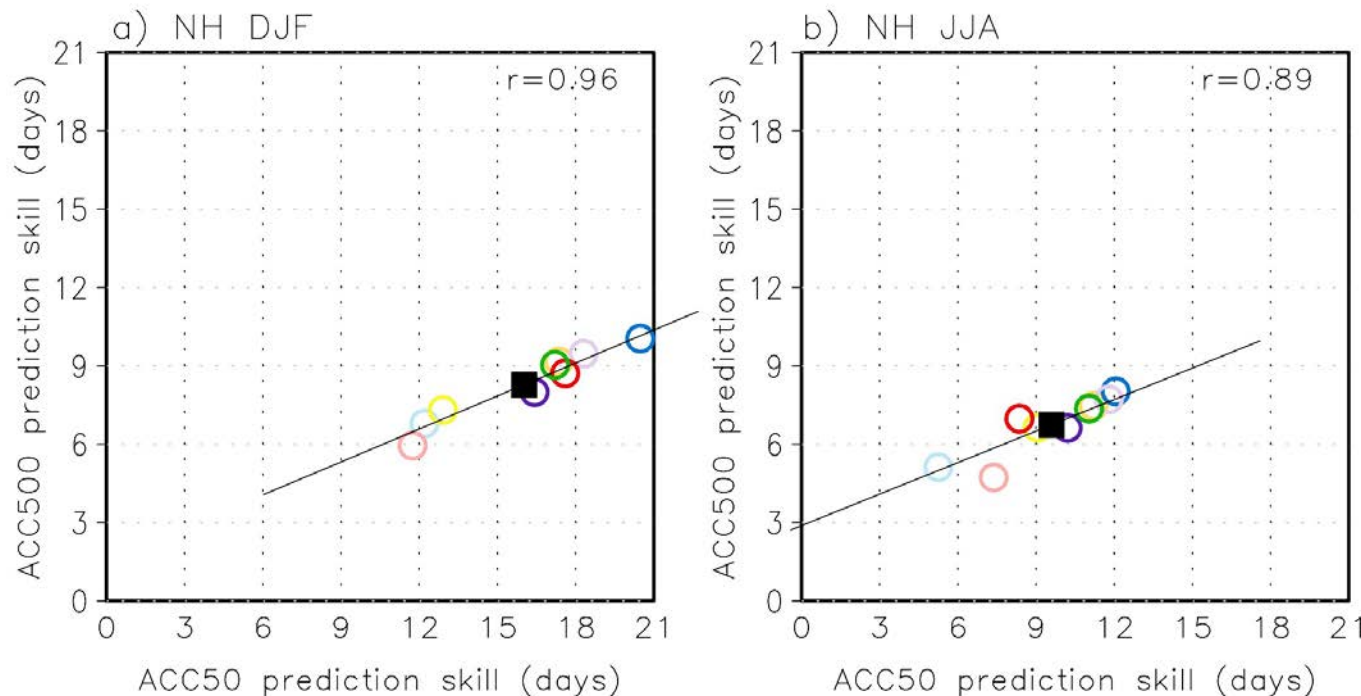 a) NH DJF
r=0.96
ACC500 prediction skill (days)
21
18
15
12
9
6
3
0
0 3 6 9 12 15 18 21
ACC50 prediction skill (days)
b) NH JJA
r=0.89
ACC500 prediction skill (days)
21
18
15
12
9
6
3
0
0 3 6 9 12 15 18 21
ACC50 prediction skill (days)